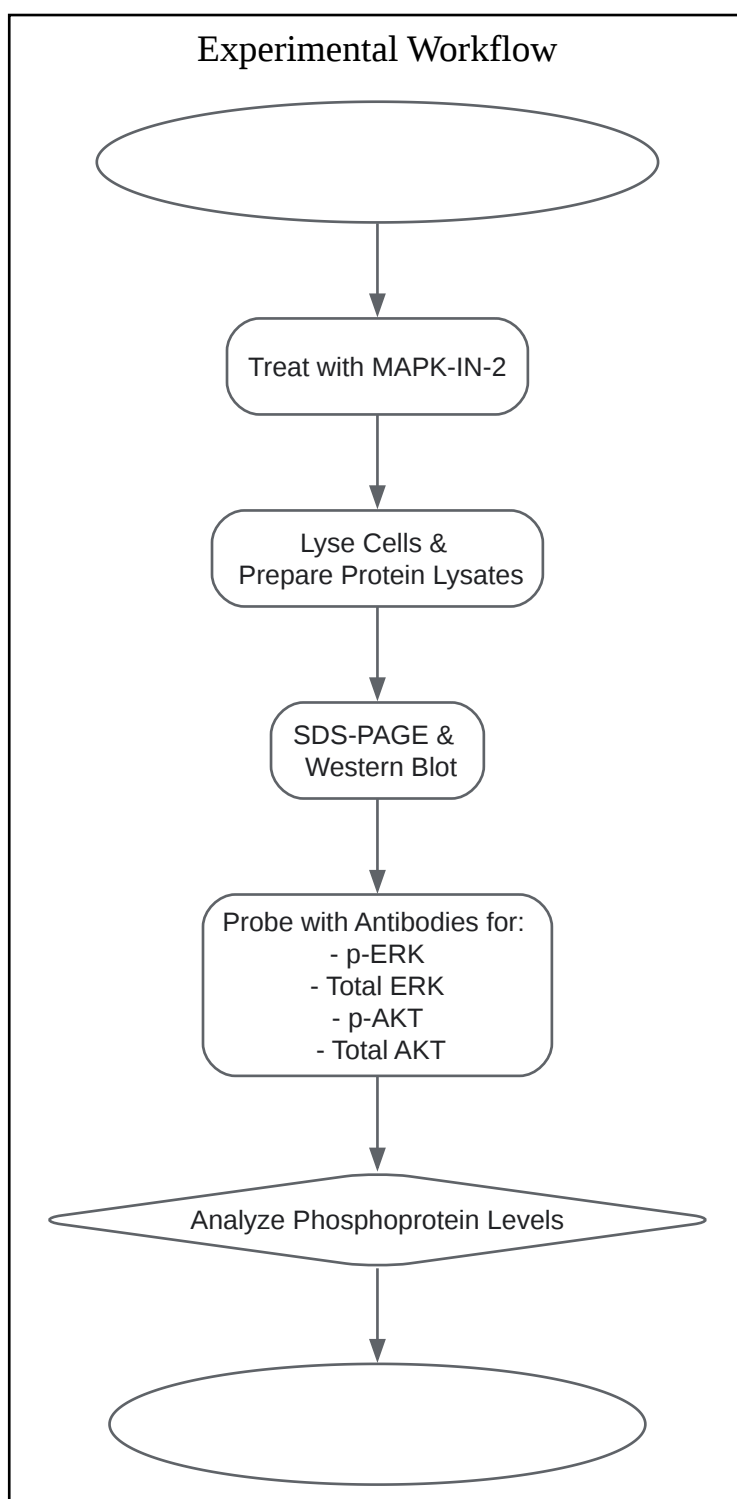 Experimental Workflow
Treat with MAPK-IN-2
Lyse Cells &
Prepare Protein Lysates
SDS-PAGE &
Western Blot
Probe with Antibodies for:
- p-ERK
- Total ERK
- p-AKT
- Total AKT
Analyze Phosphoprotein Levels